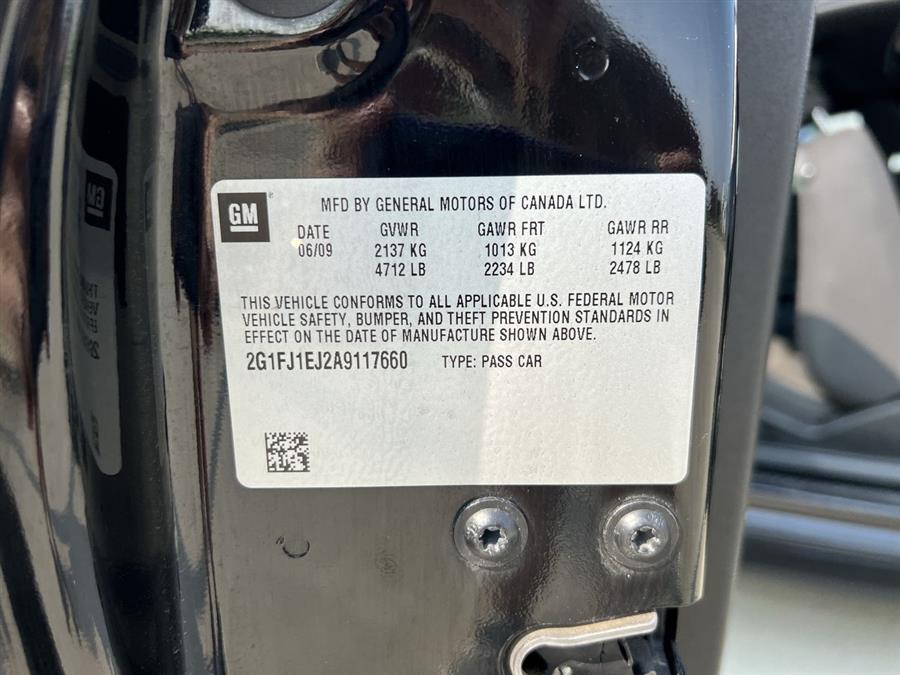 GM
®
MFD BY GENERAL MOTORS OF CANADA LTD.
DATE GVWR GAWR FRT GAWR RR
06/09 2137 KG 1013 KG 1124 KG
4712 LB 2234 LB 2478 LB
THIS VEHICLE CONFORMS TO ALL APPLICABLE U.S. FEDERAL MOTOR
VEHICLE SAFETY, BUMPER, AND THEFT PREVENTION STANDARDS IN
EFFECT ON THE DATE OF MANUFACTURE SHOWN ABOVE.
2G1FJ1EJ2A9117660 TYPE: PASS CAR